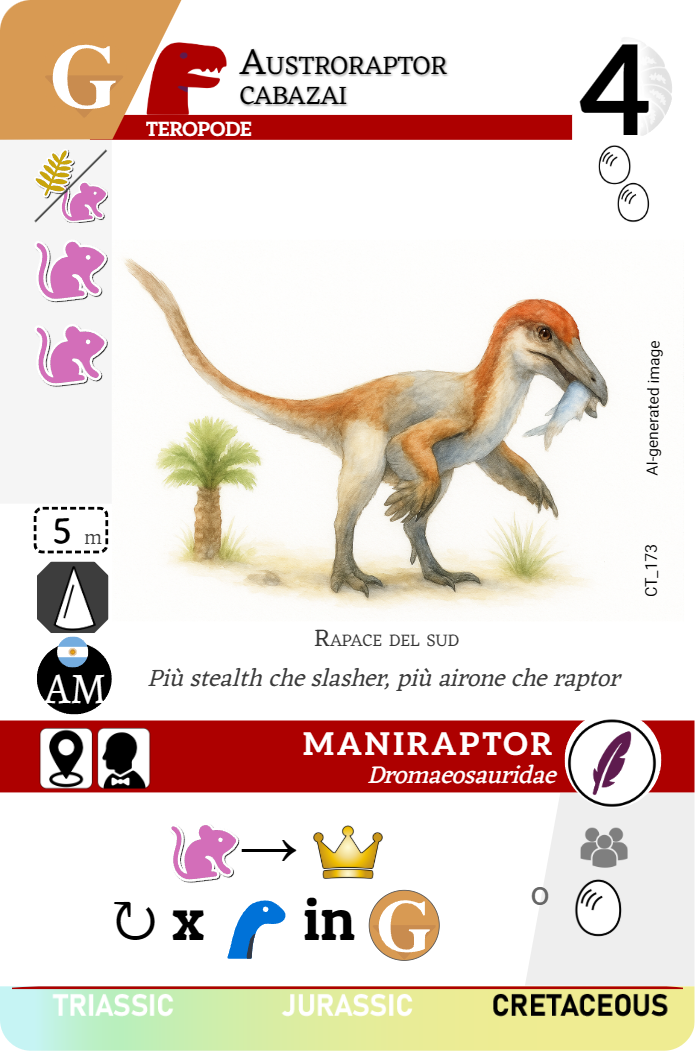 G
AUSTRORAPTOR
CABAZAI
4
TEROPODE
5 m
AI-generated image
CT_173
AM
RAPACE DEL SUD
Più stealth che slasher, più airone che raptor
MANIRAPTOR
Dromaeosauridae
x in G
o
TRIASSIC JURASSIC CRETACEOUS